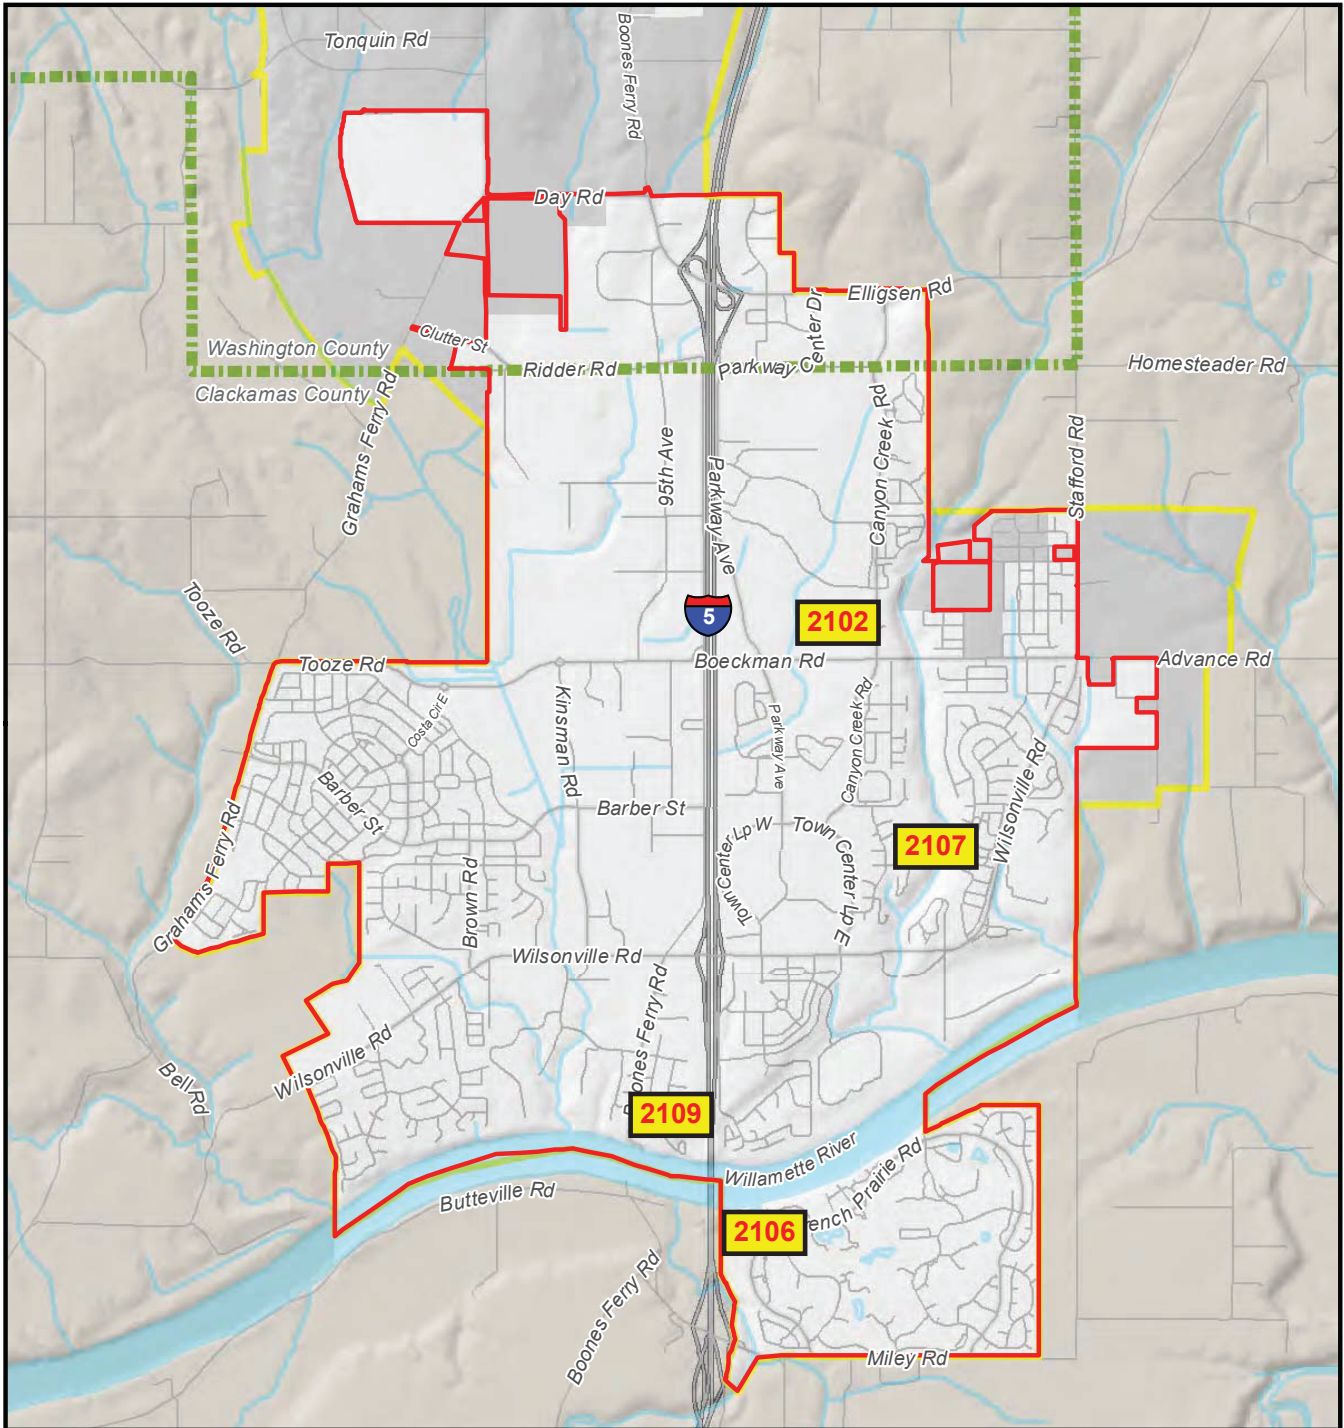 Tonquin Rd
Boones Ferry Rd
Day Rd
Elligsen Rd
Parkway Center Dr
Clutter St
Washington County
Clackamas County
Ridder Rd
Homesteader Rd
Grahams Ferry Rd
95th Ave
Parkway Ave
Canyon Creek Rd
Stafford Rd
Tooze Rd
5
2102
Tooze Rd
Boeckman Rd
Advance Rd
Costa Cir E
Kinsman Rd
Parkway Ave
Canyon Creek Rd
Barber St
Barber St
Town Center Lp W
Town Center Lp E
2107
Wilsonville Rd
Grahams Ferry Rd
Brown Rd
Wilsonville Rd
Boones Ferry Rd
Wilsonville Rd
Bell Rd
2109
Willamette River
Butteville Rd
ench Prairie Rd
2106
Boones Ferry Rd
Miley Rd